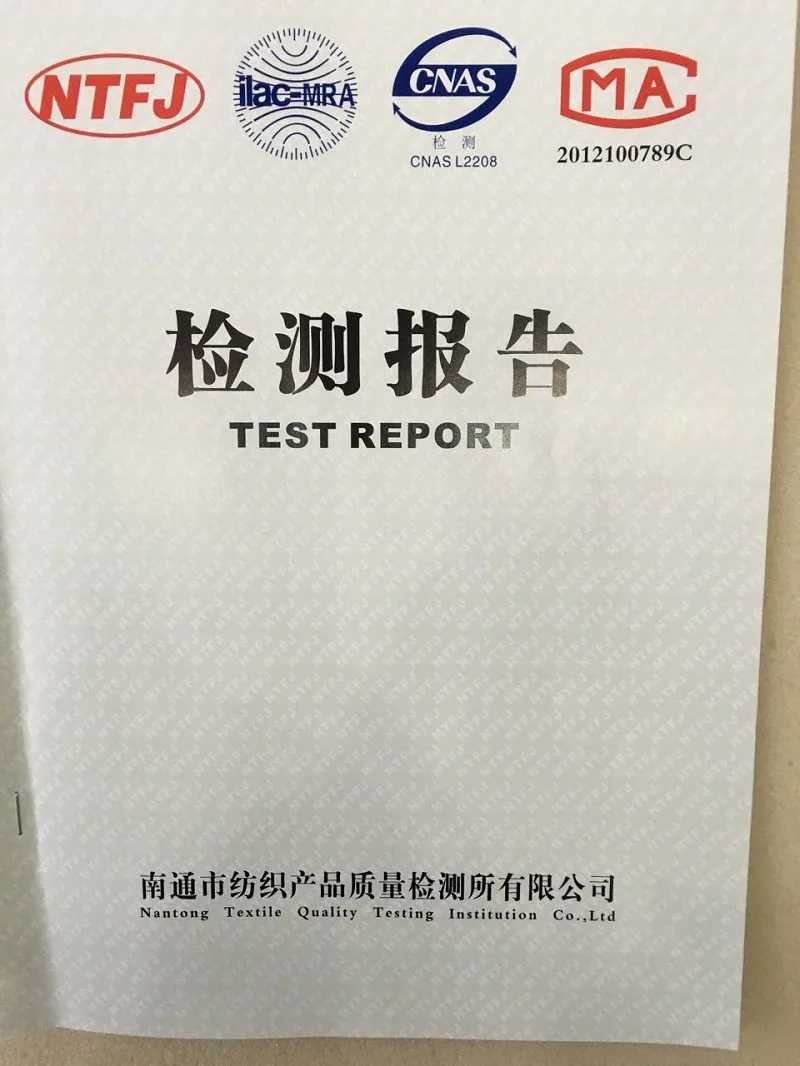 NTFJ
ilac-MRA
CNAS
检 测
CNAS L2208
MA
2012100789C
检测报告
TEST REPORT
南通市纺织产品质量检测所有限公司
Nantong Textile Quality Testing Institution Co.,Ltd